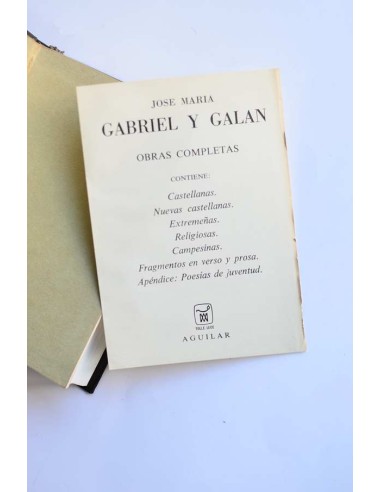 JOSE MARIA
GABRIEL Y GALAN
OBRAS COMPLETAS
CONTIENE:
Castellanas.
Nuevas castellanas.
Extremeñas.
Religiosas.
Campesinas.
Fragmentos en verso y prosa.
Apéndice: Poesías de juventud.
AGUILAR